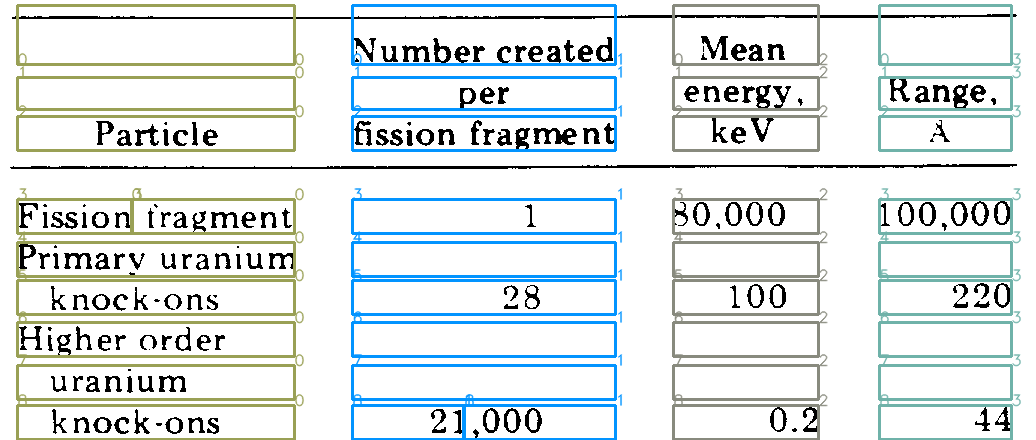 Number created Mean
per energy, Range,
Particle fission fragment keV A
Fission fragment 1 80,000 100,000
Primary uranium
knock-ons 28 100 220
Higher order
uranium
knock-ons 21,000 0.2 44